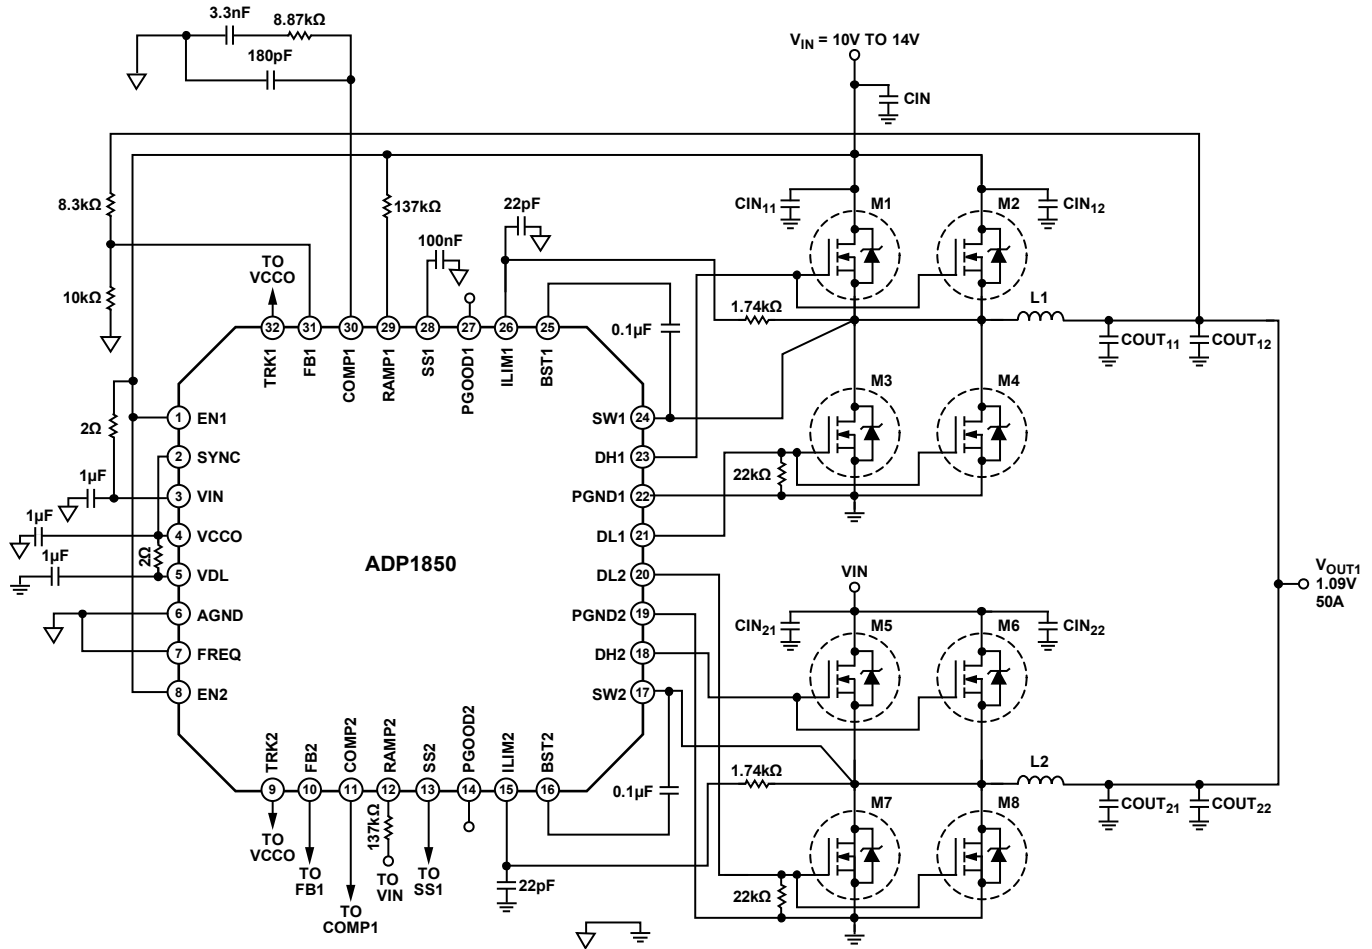 3.3nF
8.87kΩ
180pF
V_IN = 10V TO 14V
CIN
8.3kΩ
137kΩ
22pF
100nF
10kΩ
TO
VCCO
CIN11
M1
M2
CIN12
1.74kΩ
L1
0.1µF
COUT11
COUT12
32
31
30
29
28
27
26
25
TRK1
FB1
COMP1
RAMP1
SS1
PGOOD1
ILIM1
BST1
2Ω
1µF
1µF
2Ω
1µF
1 EN1
2 SYNC
3 VIN
4 VCCO
5 VDL
6 AGND
7 FREQ
8 EN2
ADP1850
SW1 24
DH1 23
PGND1 22
DL1 21
DL2 20
PGND2 19
DH2 18
SW2 17
M3
M4
22kΩ
VIN
CIN21
M5
M6
CIN22
VOUT1
1.09V
50A
TRK2
FB2
COMP2
RAMP2
SS2
PGOOD2
ILIM2
BST2
9
10
11
12
13
14
15
16
1.74kΩ
L2
0.1µF
COUT21
COUT22
M7
M8
137kΩ
TO
VCCO
TO
FB1
TO
COMP1
TO
VIN
TO
SS1
22pF
22kΩ